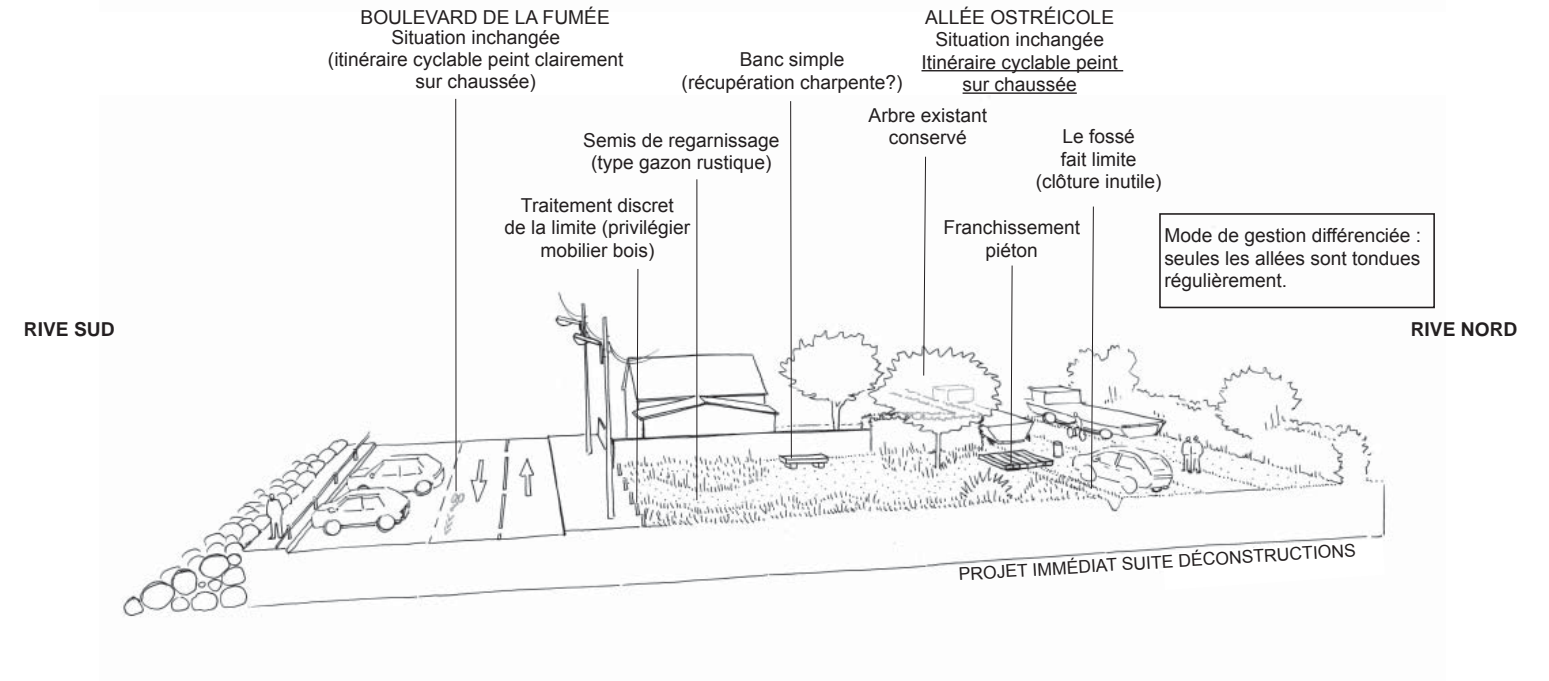 BOULEVARD DE LA FUMÉE
Situation inchangée
(itinéraire cyclable peint clairement
sur chaussée)
Banc simple
(récupération charpente?)
ALLÉE OSTRÉICOLE
Situation inchangée
Itinéraire cyclable peint
sur chaussée
Arbre existant
conservé
Semis de regarnissage
(type gazon rustique)
Le fossé
fait limite
(clôture inutile)
Traitement discret
de la limite (privilégier
mobilier bois)
Franchissement
piéton
Mode de gestion différenciée :
seules les allées sont tondues
régulièrement.
RIVE SUD
RIVE NORD
PROJET IMMÉDIAT SUITE DÉCONSTRUCTIONS